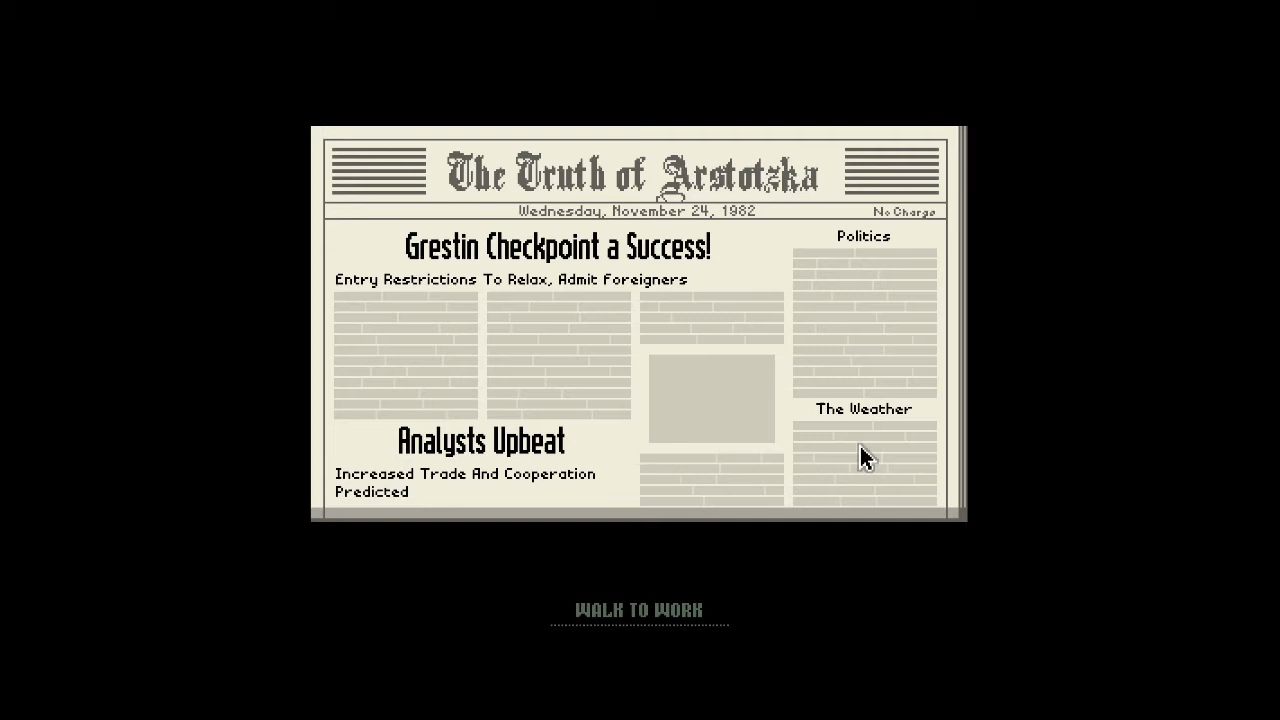 The Truth of Arstotzka
Wednesday, November 24, 1982
No Charge
Grestin Checkpoint a Success!
Entry Restrictions To Relax, Admit Foreigners
Analysts Upbeat
Increased Trade And Cooperation
Predicted
Politics
The Weather
WALK TO WORK